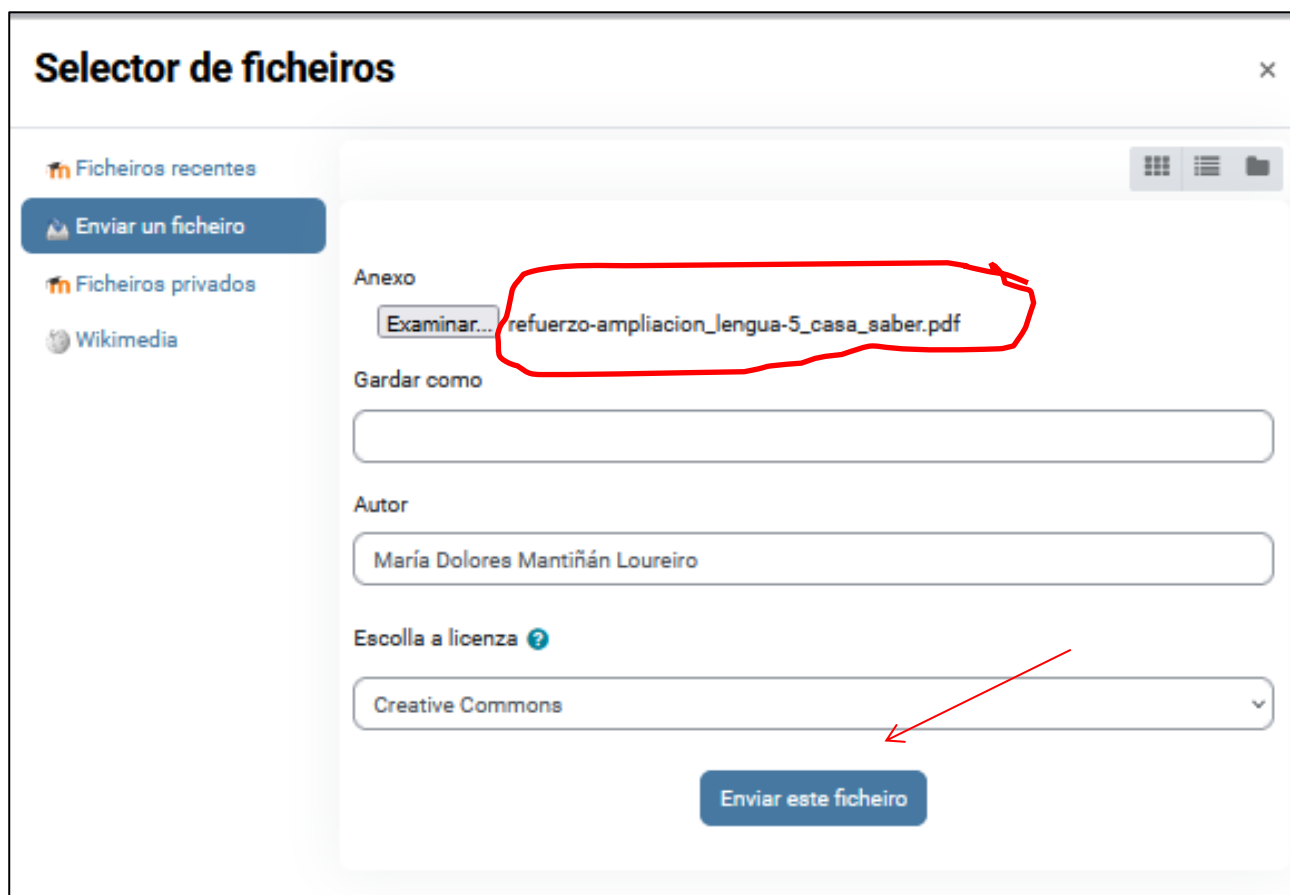 Selector de ficheiros
Ficheiros recentes
Enviar un ficheiro
Ficheiros privados
Wikimedia
Anexo
Examinar... refuerzo-ampliacion_lengua-5_casa_saber.pdf
Gardar como
Autor
María Dolores Mantiñán Loureiro
Escolla a licenza
Creative Commons
Enviar este ficheiro